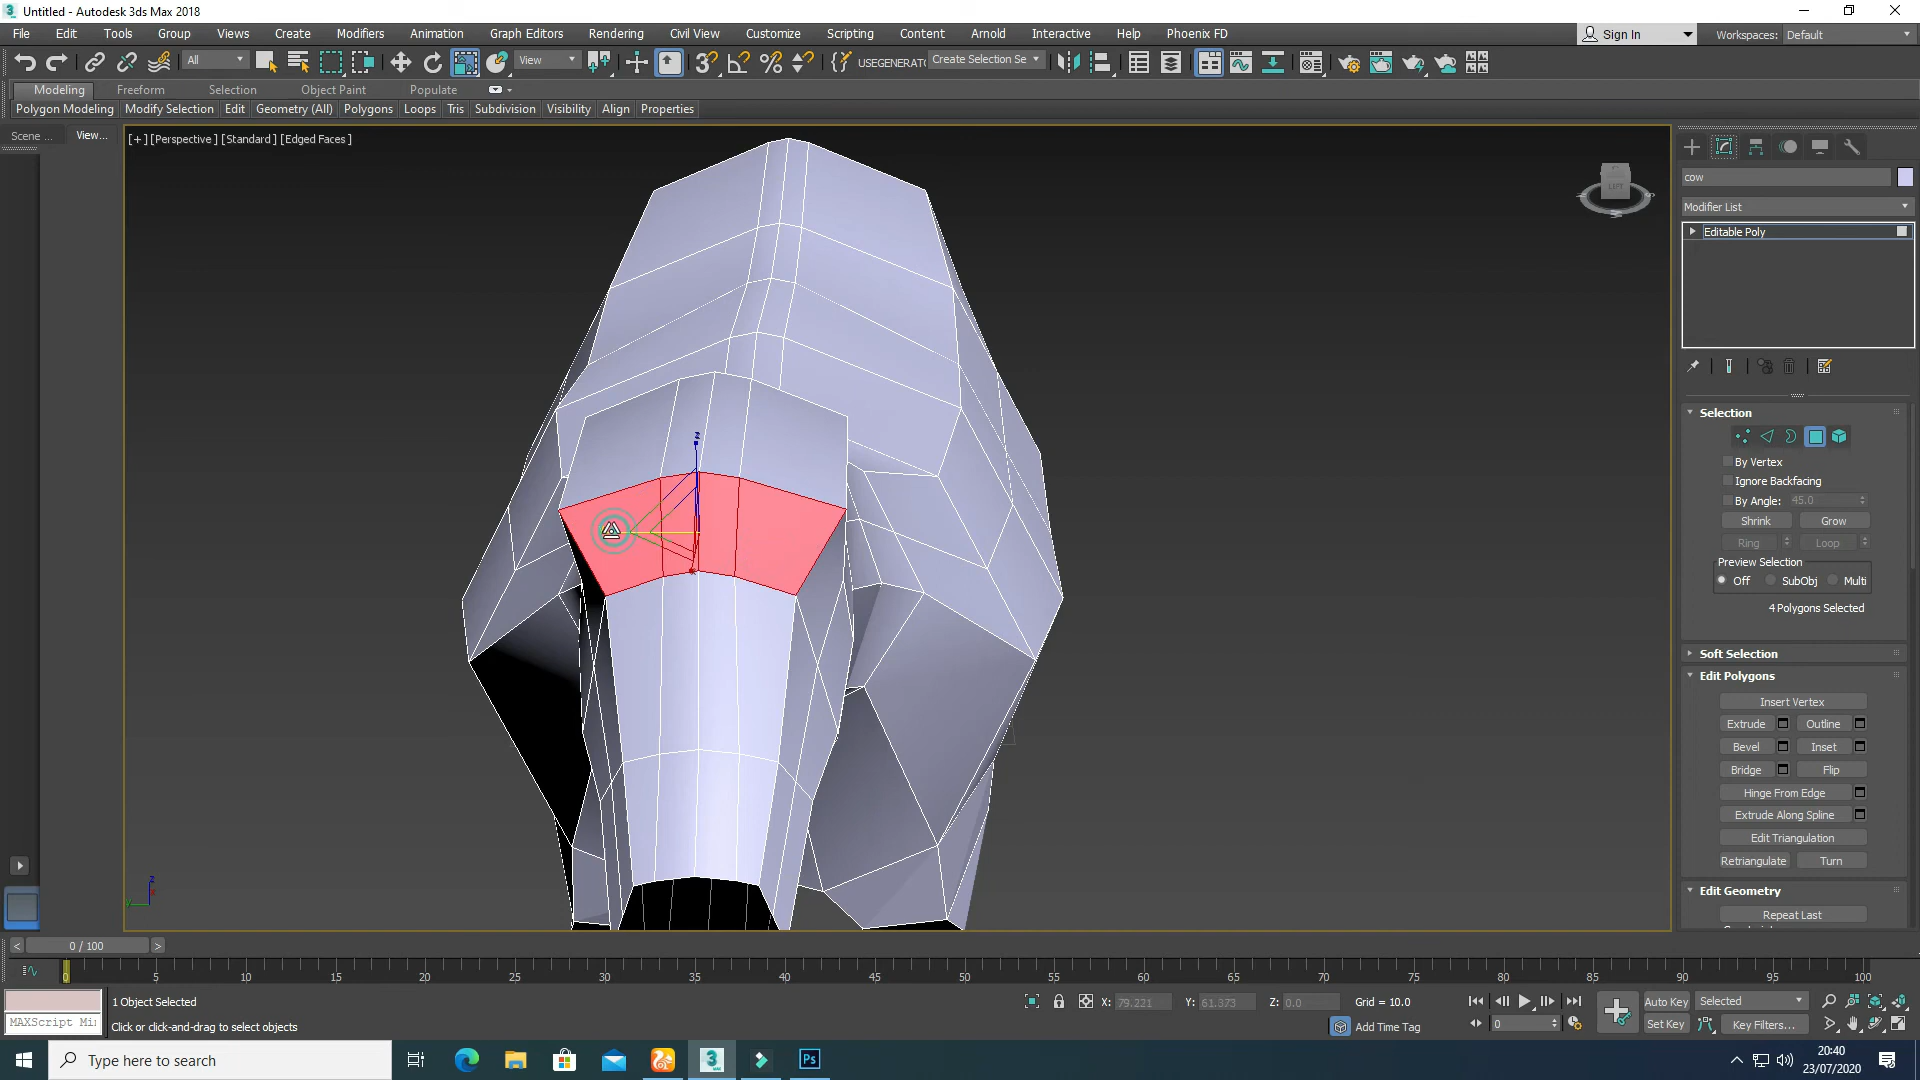 Untitled - Autodesk 3ds Max 2018
File Edit Tools Group Views Create Modifiers Animation Graph Editors Rendering Civil View Customize Scripting Content Arnold Interactive Help Phoenix FD
Sign In
Workspaces: Default
All
View
USEGENERAT
Create Selection Se
Modeling Freeform Selection Object Paint Populate
Polygon Modeling Modify Selection Edit Geometry (All) Polygons Loops Tris Subdivision Visibility Align Properties
Scene ... View...
[+] [Perspective ] [Standard ] [Edged Faces ]
LEFT
cow
Modifier List
Editable Poly
Selection
By Vertex
Ignore Backfacing
By Angle: 45.0
Shrink Grow
Ring Loop
Preview Selection
Off SubObj Multi
4 Polygons Selected
Soft Selection
Edit Polygons
Insert Vertex
Extrude Outline
Bevel Inset
Bridge Flip
Hinge From Edge
Extrude Along Spline
Edit Triangulation
Retriangulate Turn
Edit Geometry
Repeat Last
z
< 0 / 100 >
0 5 10 15 20 25 30 35 40 45 50 55 60 65 70 75 80 85 90 95 100
1 Object Selected
X: 79.221 Y: 61.373 Z: 0.0 Grid = 10.0
Auto Key Selected
MAXScript Mi
Click or click-and-drag to select objects
Add Time Tag
0
Set Key Key Filters...
Type here to search
Ps
20:40
23/07/2020